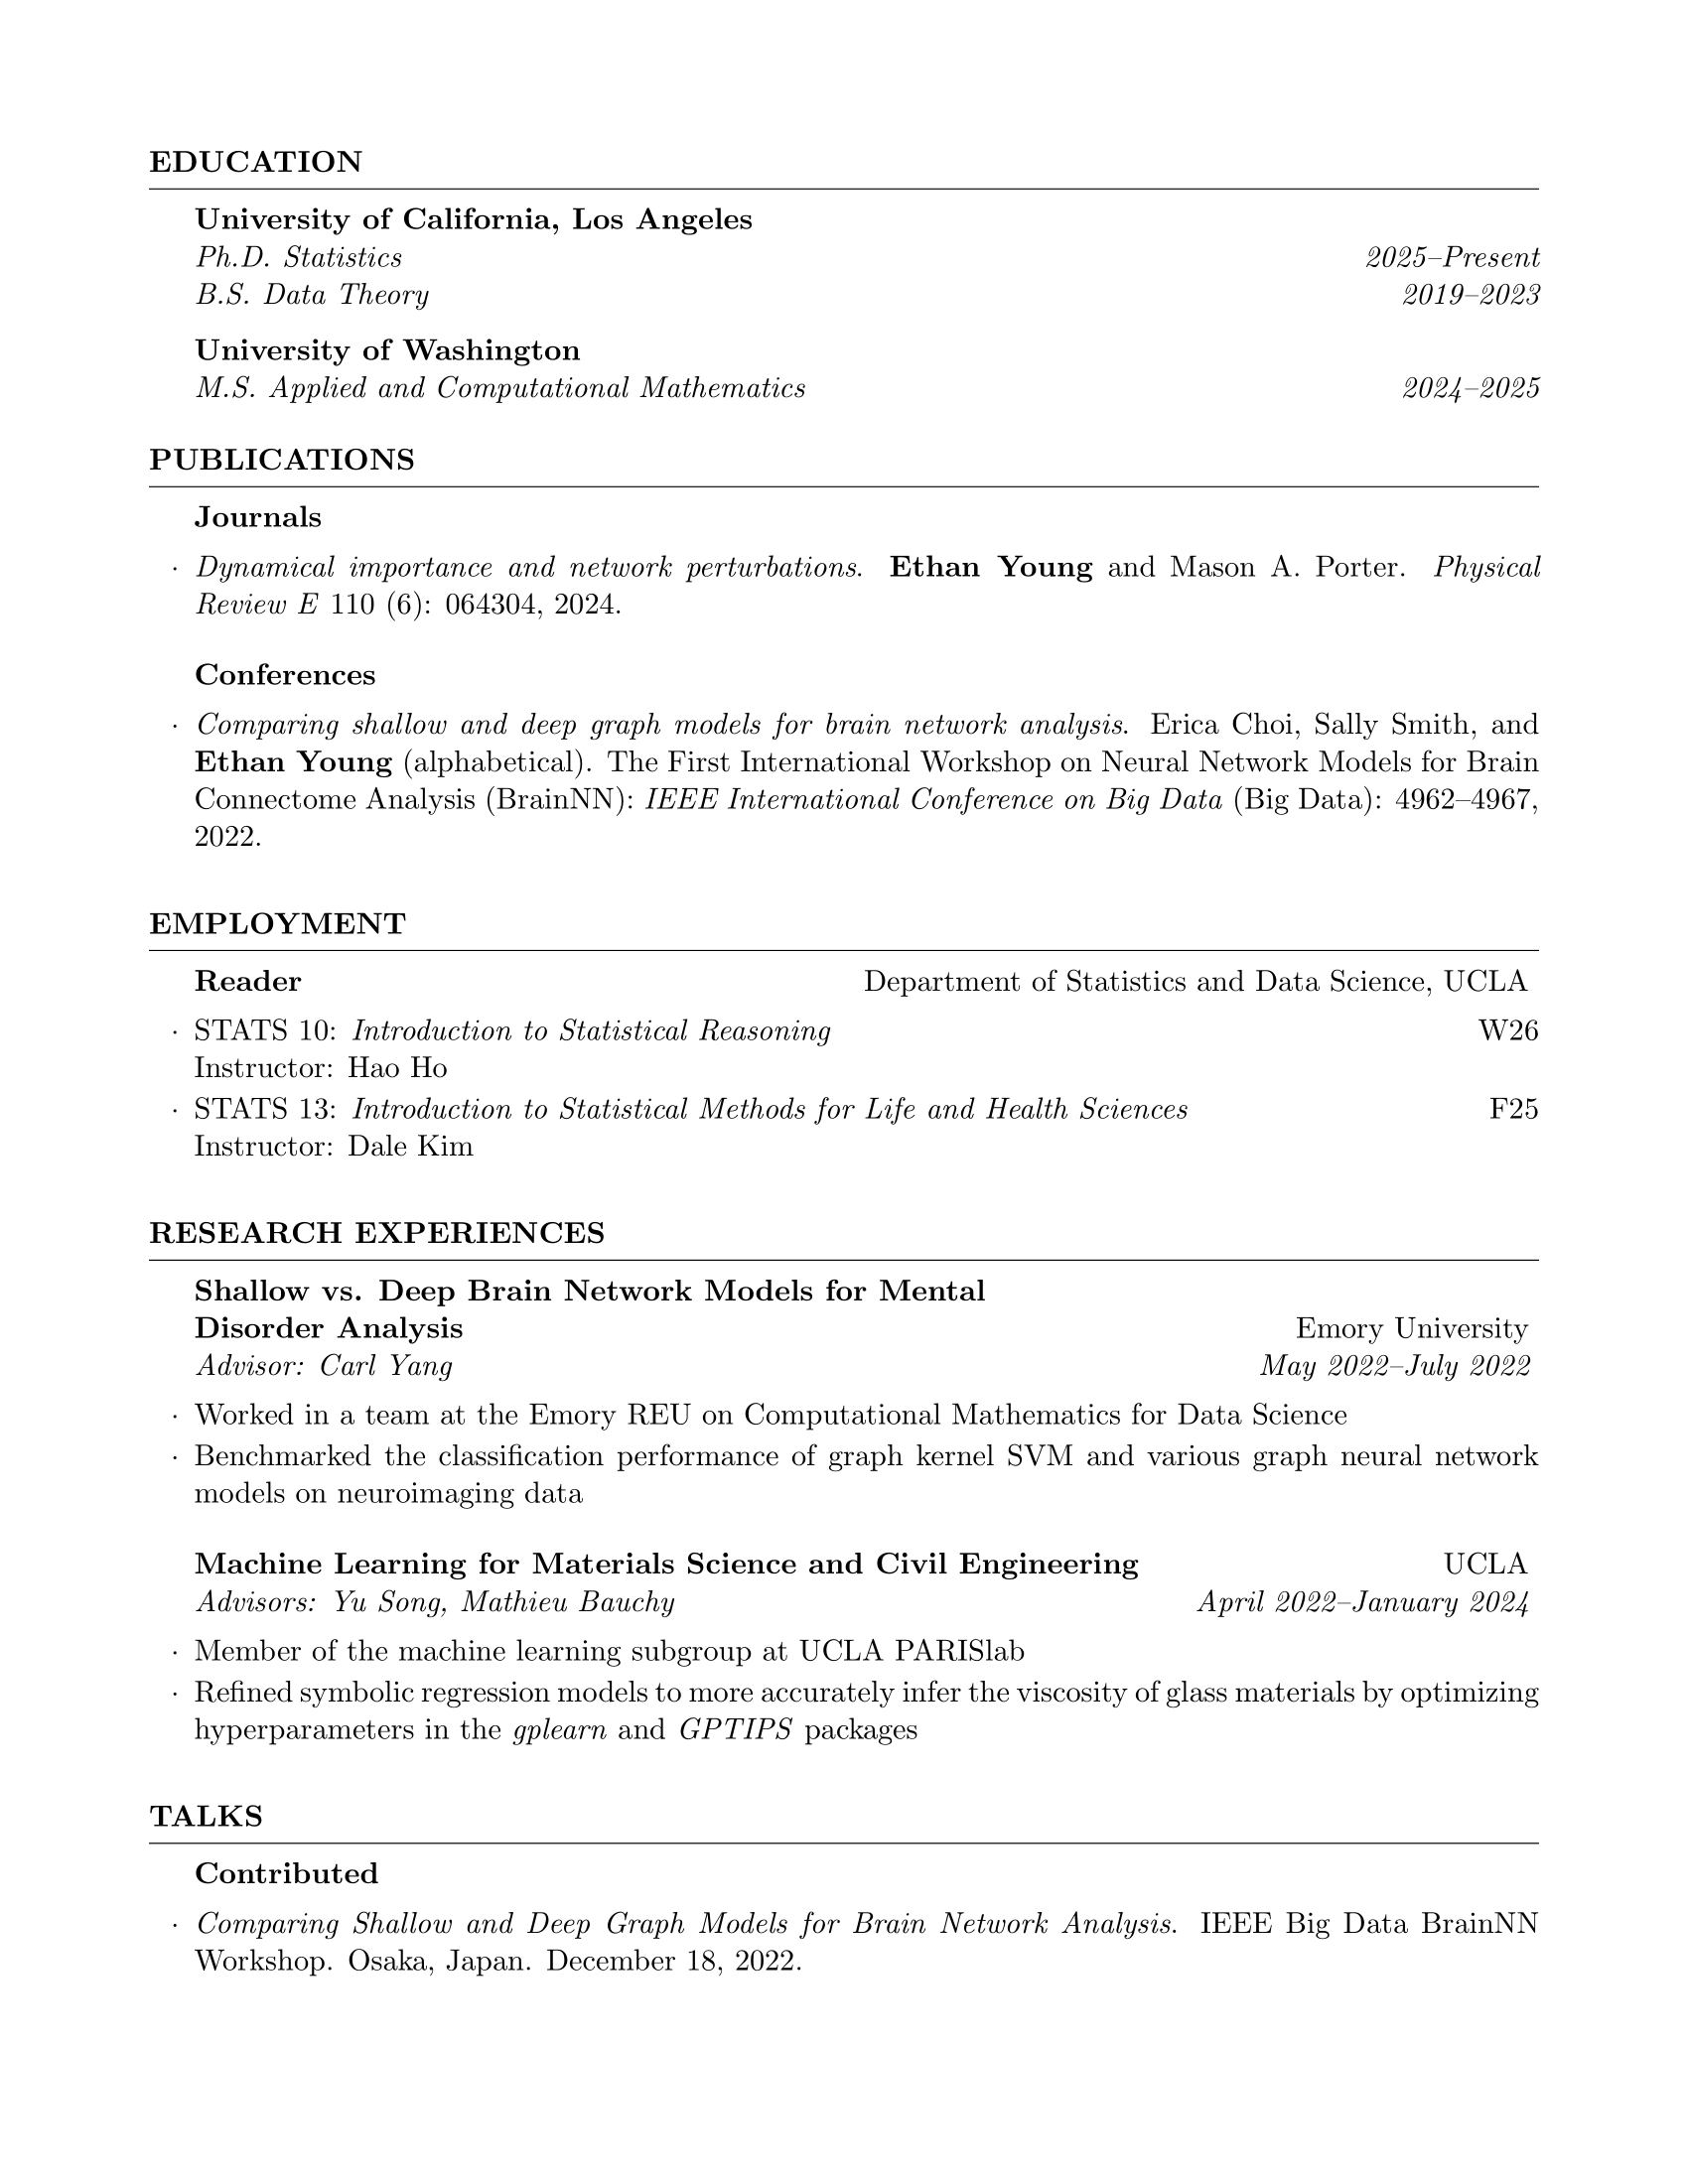 EDUCATION
University of California, Los Angeles
Ph.D. Statistics 2025–Present
B.S. Data Theory 2019–2023
University of Washington
M.S. Applied and Computational Mathematics 2024–2025
PUBLICATIONS
Journals
· Dynamical importance and network perturbations. Ethan Young and Mason A. Porter. Physical
Review E 110 (6): 064304, 2024.
Conferences
· Comparing shallow and deep graph models for brain network analysis. Erica Choi, Sally Smith, and
Ethan Young (alphabetical). The First International Workshop on Neural Network Models for Brain
Connectome Analysis (BrainNN): IEEE International Conference on Big Data (Big Data): 4962–4967,
2022.
EMPLOYMENT
Reader Department of Statistics and Data Science, UCLA
· STATS 10: Introduction to Statistical Reasoning W26
Instructor: Hao Ho
· STATS 13: Introduction to Statistical Methods for Life and Health Sciences F25
Instructor: Dale Kim
RESEARCH EXPERIENCES
Shallow vs. Deep Brain Network Models for Mental
Disorder Analysis Emory University
Advisor: Carl Yang May 2022–July 2022
· Worked in a team at the Emory REU on Computational Mathematics for Data Science
· Benchmarked the classification performance of graph kernel SVM and various graph neural network
models on neuroimaging data
Machine Learning for Materials Science and Civil Engineering UCLA
Advisors: Yu Song, Mathieu Bauchy April 2022–January 2024
· Member of the machine learning subgroup at UCLA PARISlab
· Refined symbolic regression models to more accurately infer the viscosity of glass materials by optimizing
hyperparameters in the gplearn and GPTIPS packages
TALKS
Contributed
· Comparing Shallow and Deep Graph Models for Brain Network Analysis. IEEE Big Data BrainNN
Workshop. Osaka, Japan. December 18, 2022.